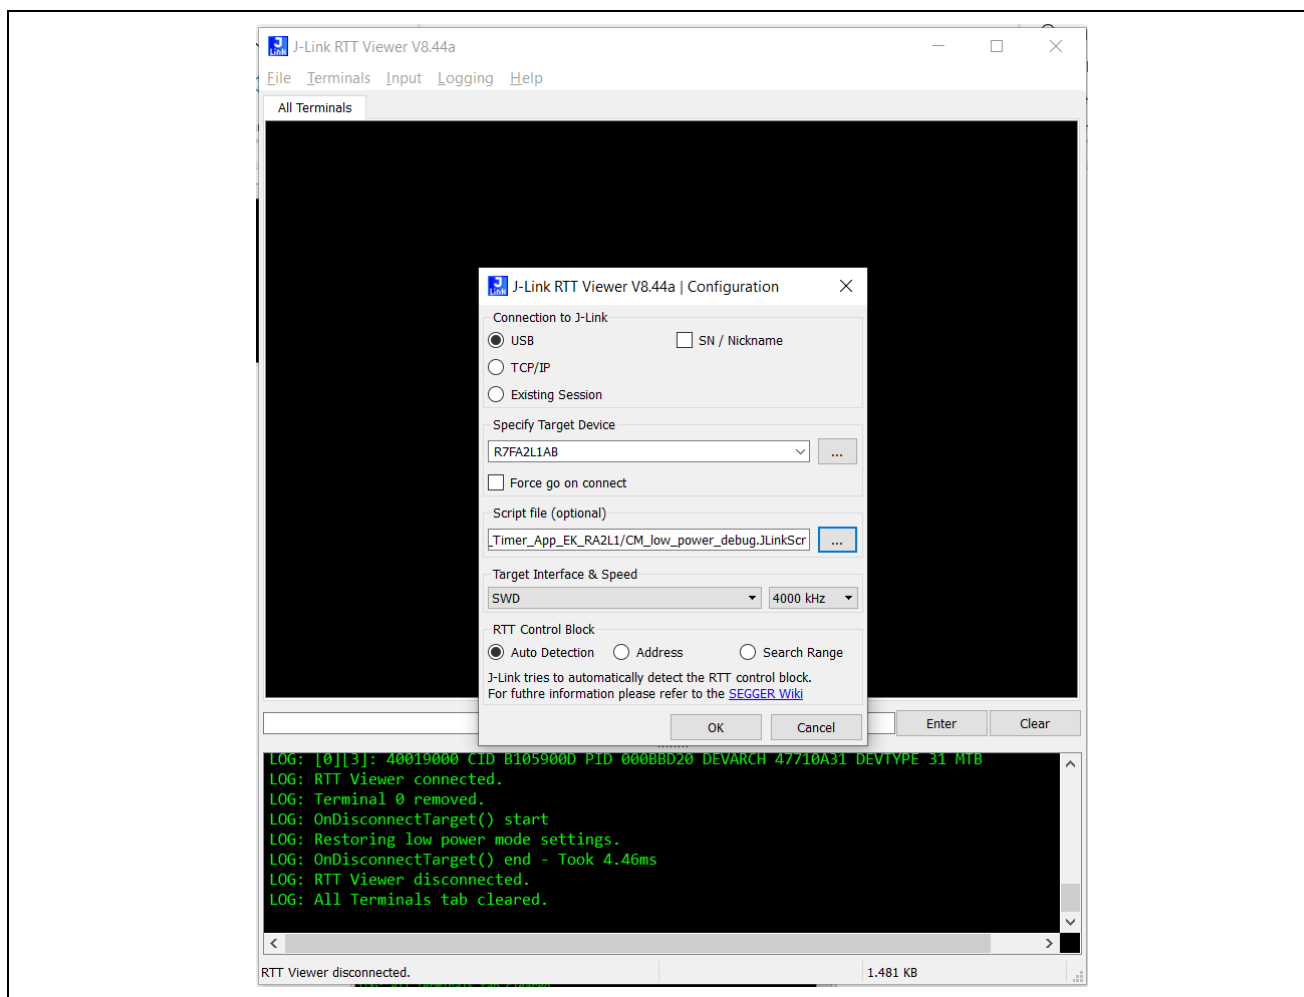 J-Link RTT Viewer V8.44a
File Terminals Input Logging Help
All Terminals
J-Link RTT Viewer V8.44a | Configuration
Connection to J-Link
USB SN / Nickname
TCP/IP
Existing Session
Specify Target Device
R7FA2L1AB ...
Force go on connect
Script file (optional)
_Timer_App_EK_RA2L1/CM_low_power_debug.JLinkScr ...
Target Interface & Speed
SWD 4000 kHz
RTT Control Block
Auto Detection Address Search Range
J-Link tries to automatically detect the RTT control block.
For futhre information please refer to the SEGGER Wiki
OK Cancel
Enter Clear
LOG: [0][3]: 40019000 CID B105900D PID 000BBD20 DEVARCH 47710A31 DEVTYPE 31 MTB
LOG: RTT Viewer connected.
LOG: Terminal 0 removed.
LOG: OnDisconnectTarget() start
LOG: Restoring low power mode settings.
LOG: OnDisconnectTarget() end - Took 4.46ms
LOG: RTT Viewer disconnected.
LOG: All Terminals tab cleared.
RTT Viewer disconnected. 1.481 KB